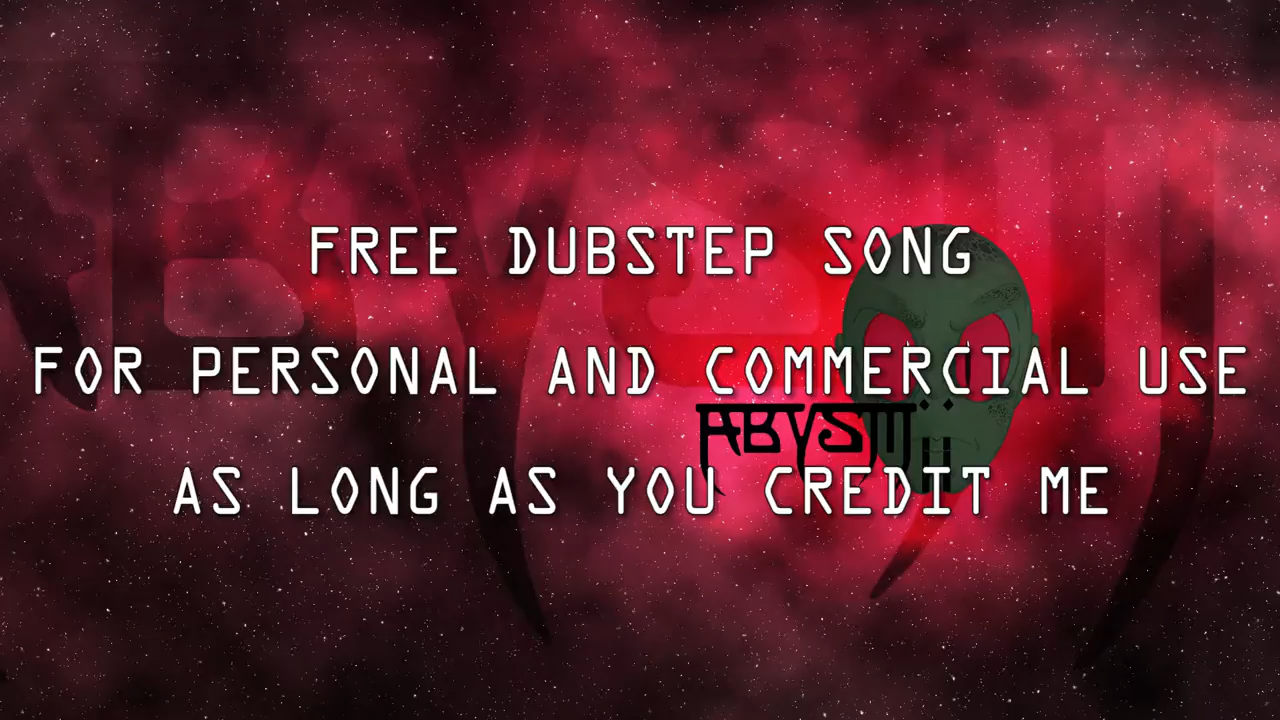 FREE DUBSTEP SONG
FOR PERSONAL AND COMMERCIAL USE
ABYSM
AS LONG AS YOU CREDIT ME